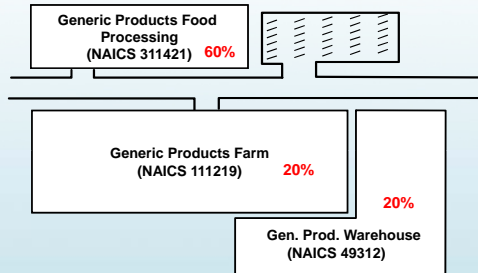 Generic Products Food
Processing
(NAICS 311421) 60%
Generic Products Farm
(NAICS 111219) 20%
20%
Gen. Prod. Warehouse
(NAICS 49312)